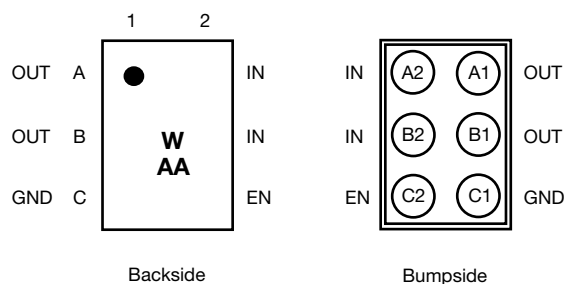 1 2
OUT A IN
OUT B W IN
AA
GND C EN
Backside
IN A2 A1 OUT
IN B2 B1 OUT
EN C2 C1 GND
Bumpside